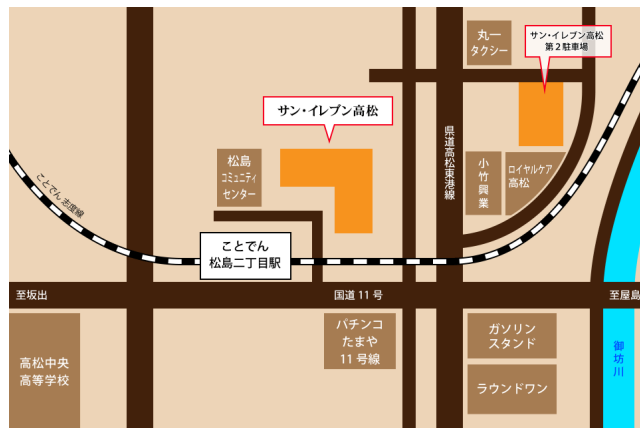 丸一
タクシー
サン・イレブン高松
第2駐車場
サン・イレブン高松
松島
コミュニティ
センター
県道高松東港線
小竹興業
ロイヤルケア
高松
ことでん 志度線
ことでん
松島二丁目駅
至坂出
国道11号
至屋島
高松中央
高等学校
パチンコ
たまや
11号線
ガソリン
スタンド
ラウンドワン
御坊川